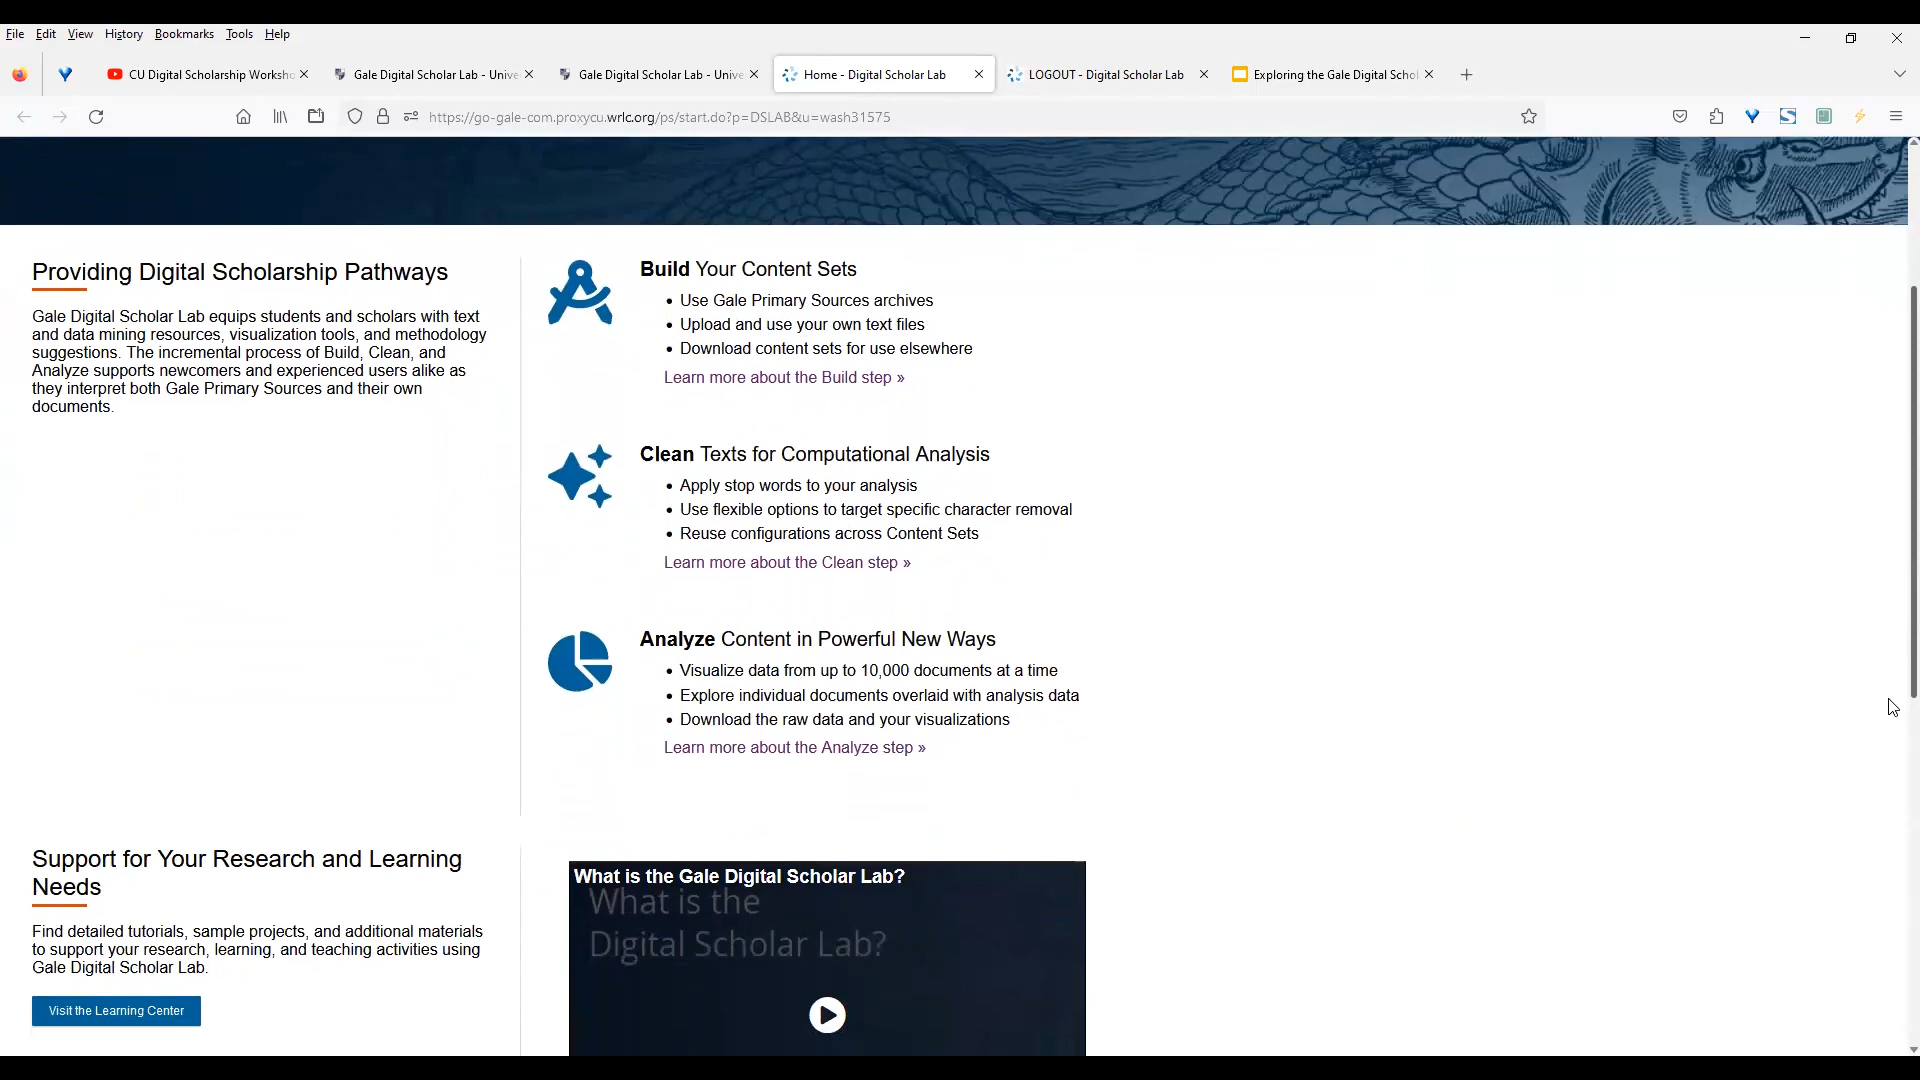 File Edit View History Bookmarks Tools Help
CU Digital Scholarship Worksho
Gale Digital Scholar Lab - Unive
Gale Digital Scholar Lab - Unive
Home - Digital Scholar Lab
LOGOUT - Digital Scholar Lab
Exploring the Gale Digital Schol
https://go-gale-com.proxycu.wrlc.org/ps/start.do?p=DSLAB&u=wash31575
Providing Digital Scholarship Pathways
Gale Digital Scholar Lab equips students and scholars with text
and data mining resources, visualization tools, and methodology
suggestions. The incremental process of Build, Clean, and
Analyze supports newcomers and experienced users alike as
they interpret both Gale Primary Sources and their own
documents.
Build Your Content Sets
• Use Gale Primary Sources archives
• Upload and use your own text files
• Download content sets for use elsewhere
Learn more about the Build step »
Clean Texts for Computational Analysis
• Apply stop words to your analysis
• Use flexible options to target specific character removal
• Reuse configurations across Content Sets
Learn more about the Clean step »
Analyze Content in Powerful New Ways
• Visualize data from up to 10,000 documents at a time
• Explore individual documents overlaid with analysis data
• Download the raw data and your visualizations
Learn more about the Analyze step »
Support for Your Research and Learning
Needs
Find detailed tutorials, sample projects, and additional materials
to support your research, learning, and teaching activities using
Gale Digital Scholar Lab.
Visit the Learning Center
What is the Gale Digital Scholar Lab?
What is the
Digital Scholar Lab?